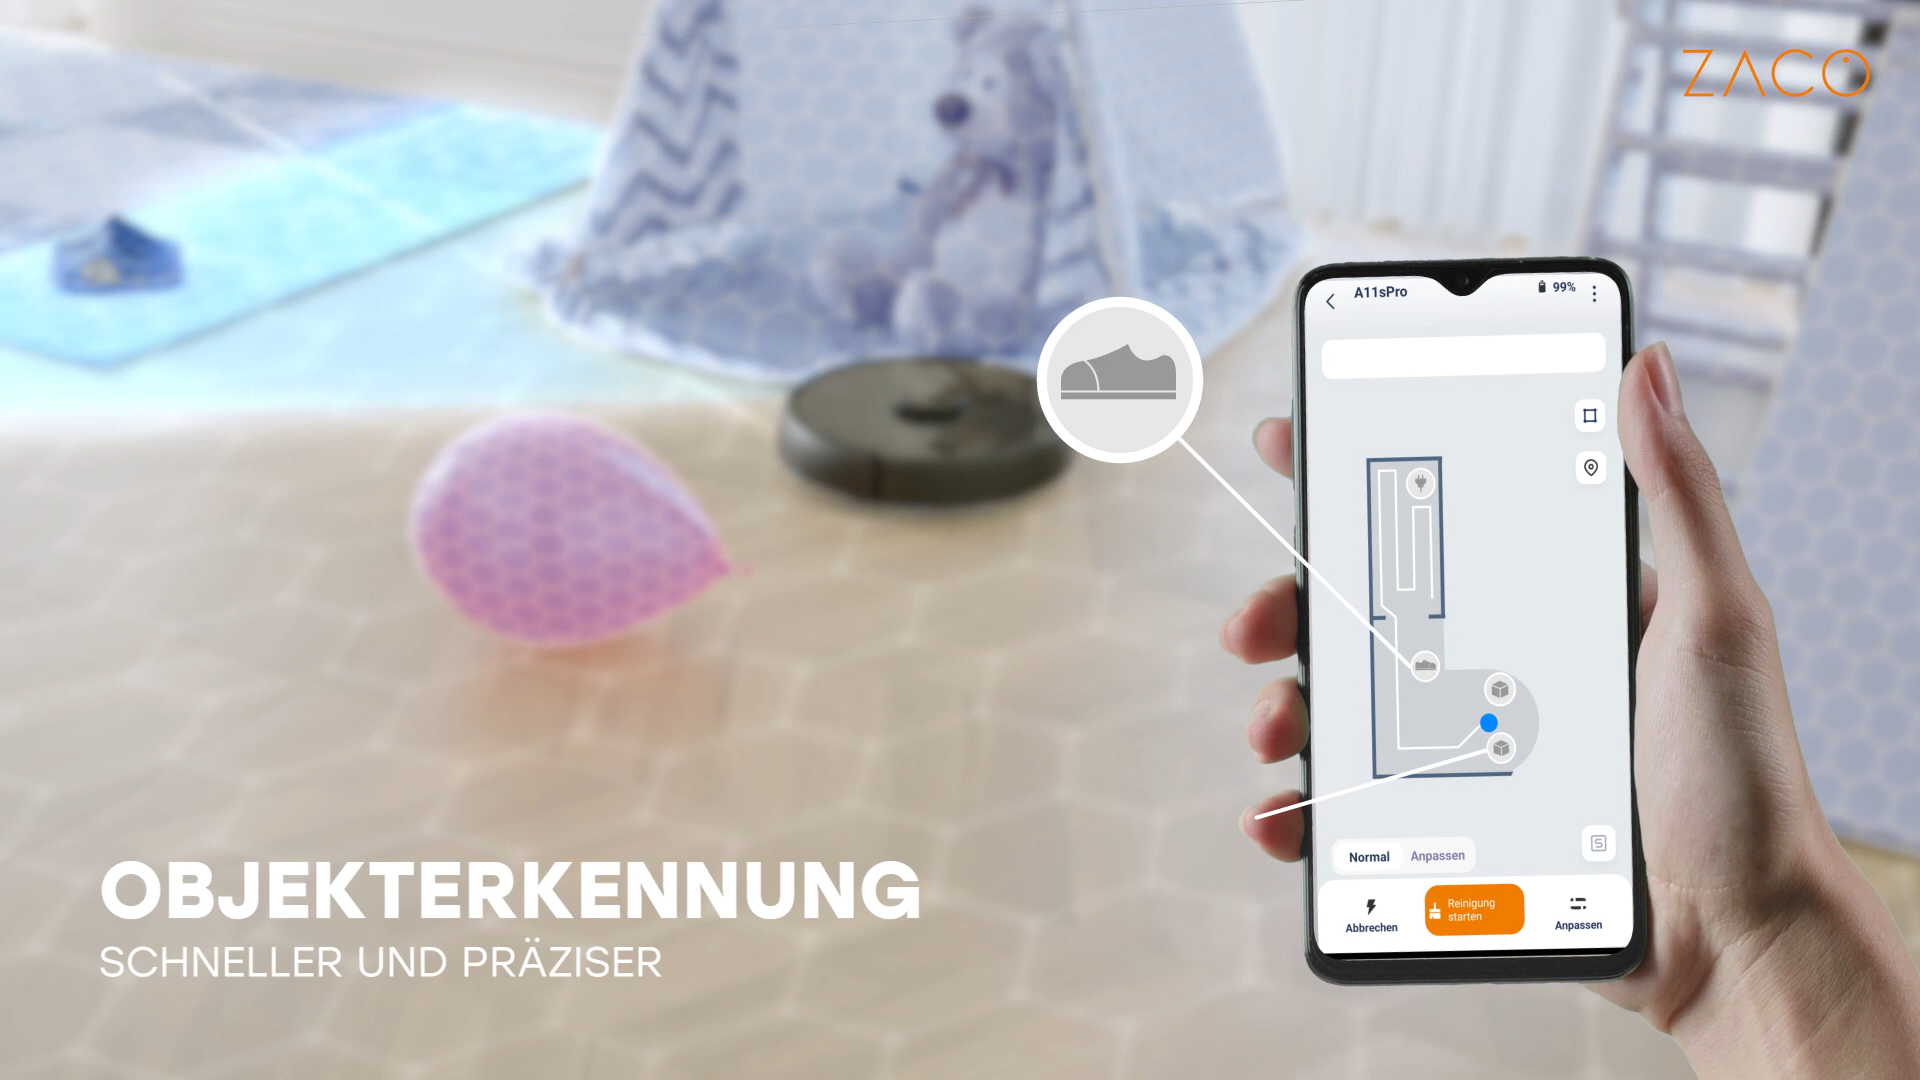 ZACO
A11sPro
99%
Normal
Anpassen
Abbrechen
Reinigung
starten
Anpassen
OBJEKTERKENNUNG
SCHNELLER UND PRÄZISER